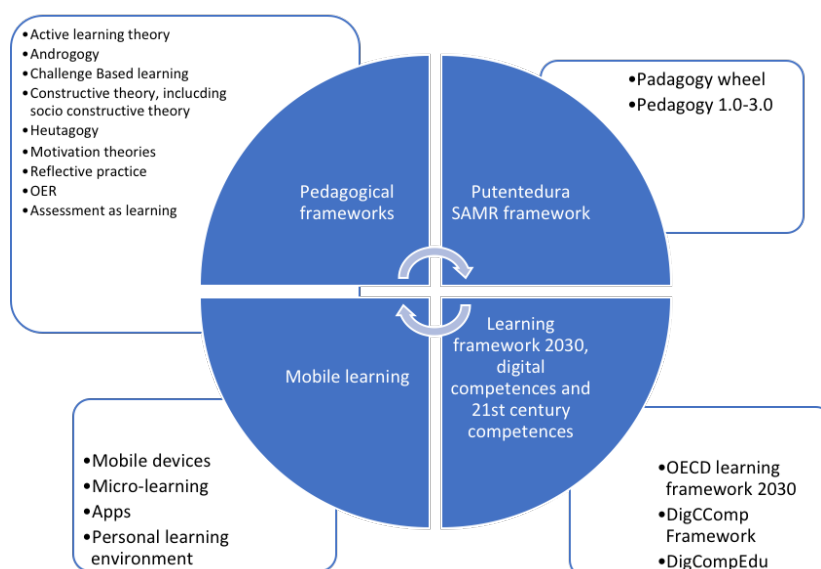 •Active learning theory
•Androgogy
•Challenge Based learning
•Constructive theory, inlcucding
socio constructive theory
•Heutagogy
•Motivation theories
•Reflective practice
•OER
•Assessment as learning
•Padagogy wheel
•Pedagogy 1.0-3.0
Pedagogical
frameworks
Putentedura
SAMR framework
Mobile learning
Learning
framework 2030,
digital
competences and
21st century
competences
•Mobile devices
•Micro-learning
•Apps
•Personal learning
environment
•OECD learning
framework 2030
•DigCComp
Framework
•DigCompEdu